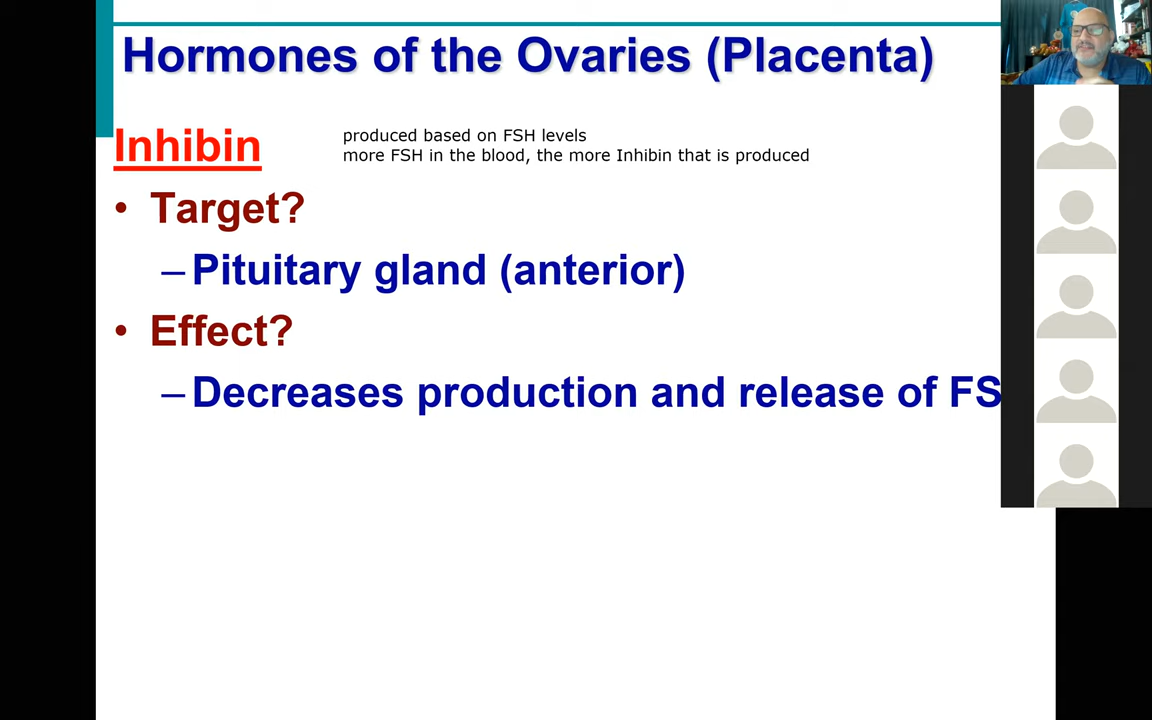 Hormones of the Ovaries (Placenta)
Inhibin
produced based on FSH levels
more FSH in the blood, the more Inhibin that is produced
• Target?
–Pituitary gland (anterior)
• Effect?
–Decreases production and release of FS